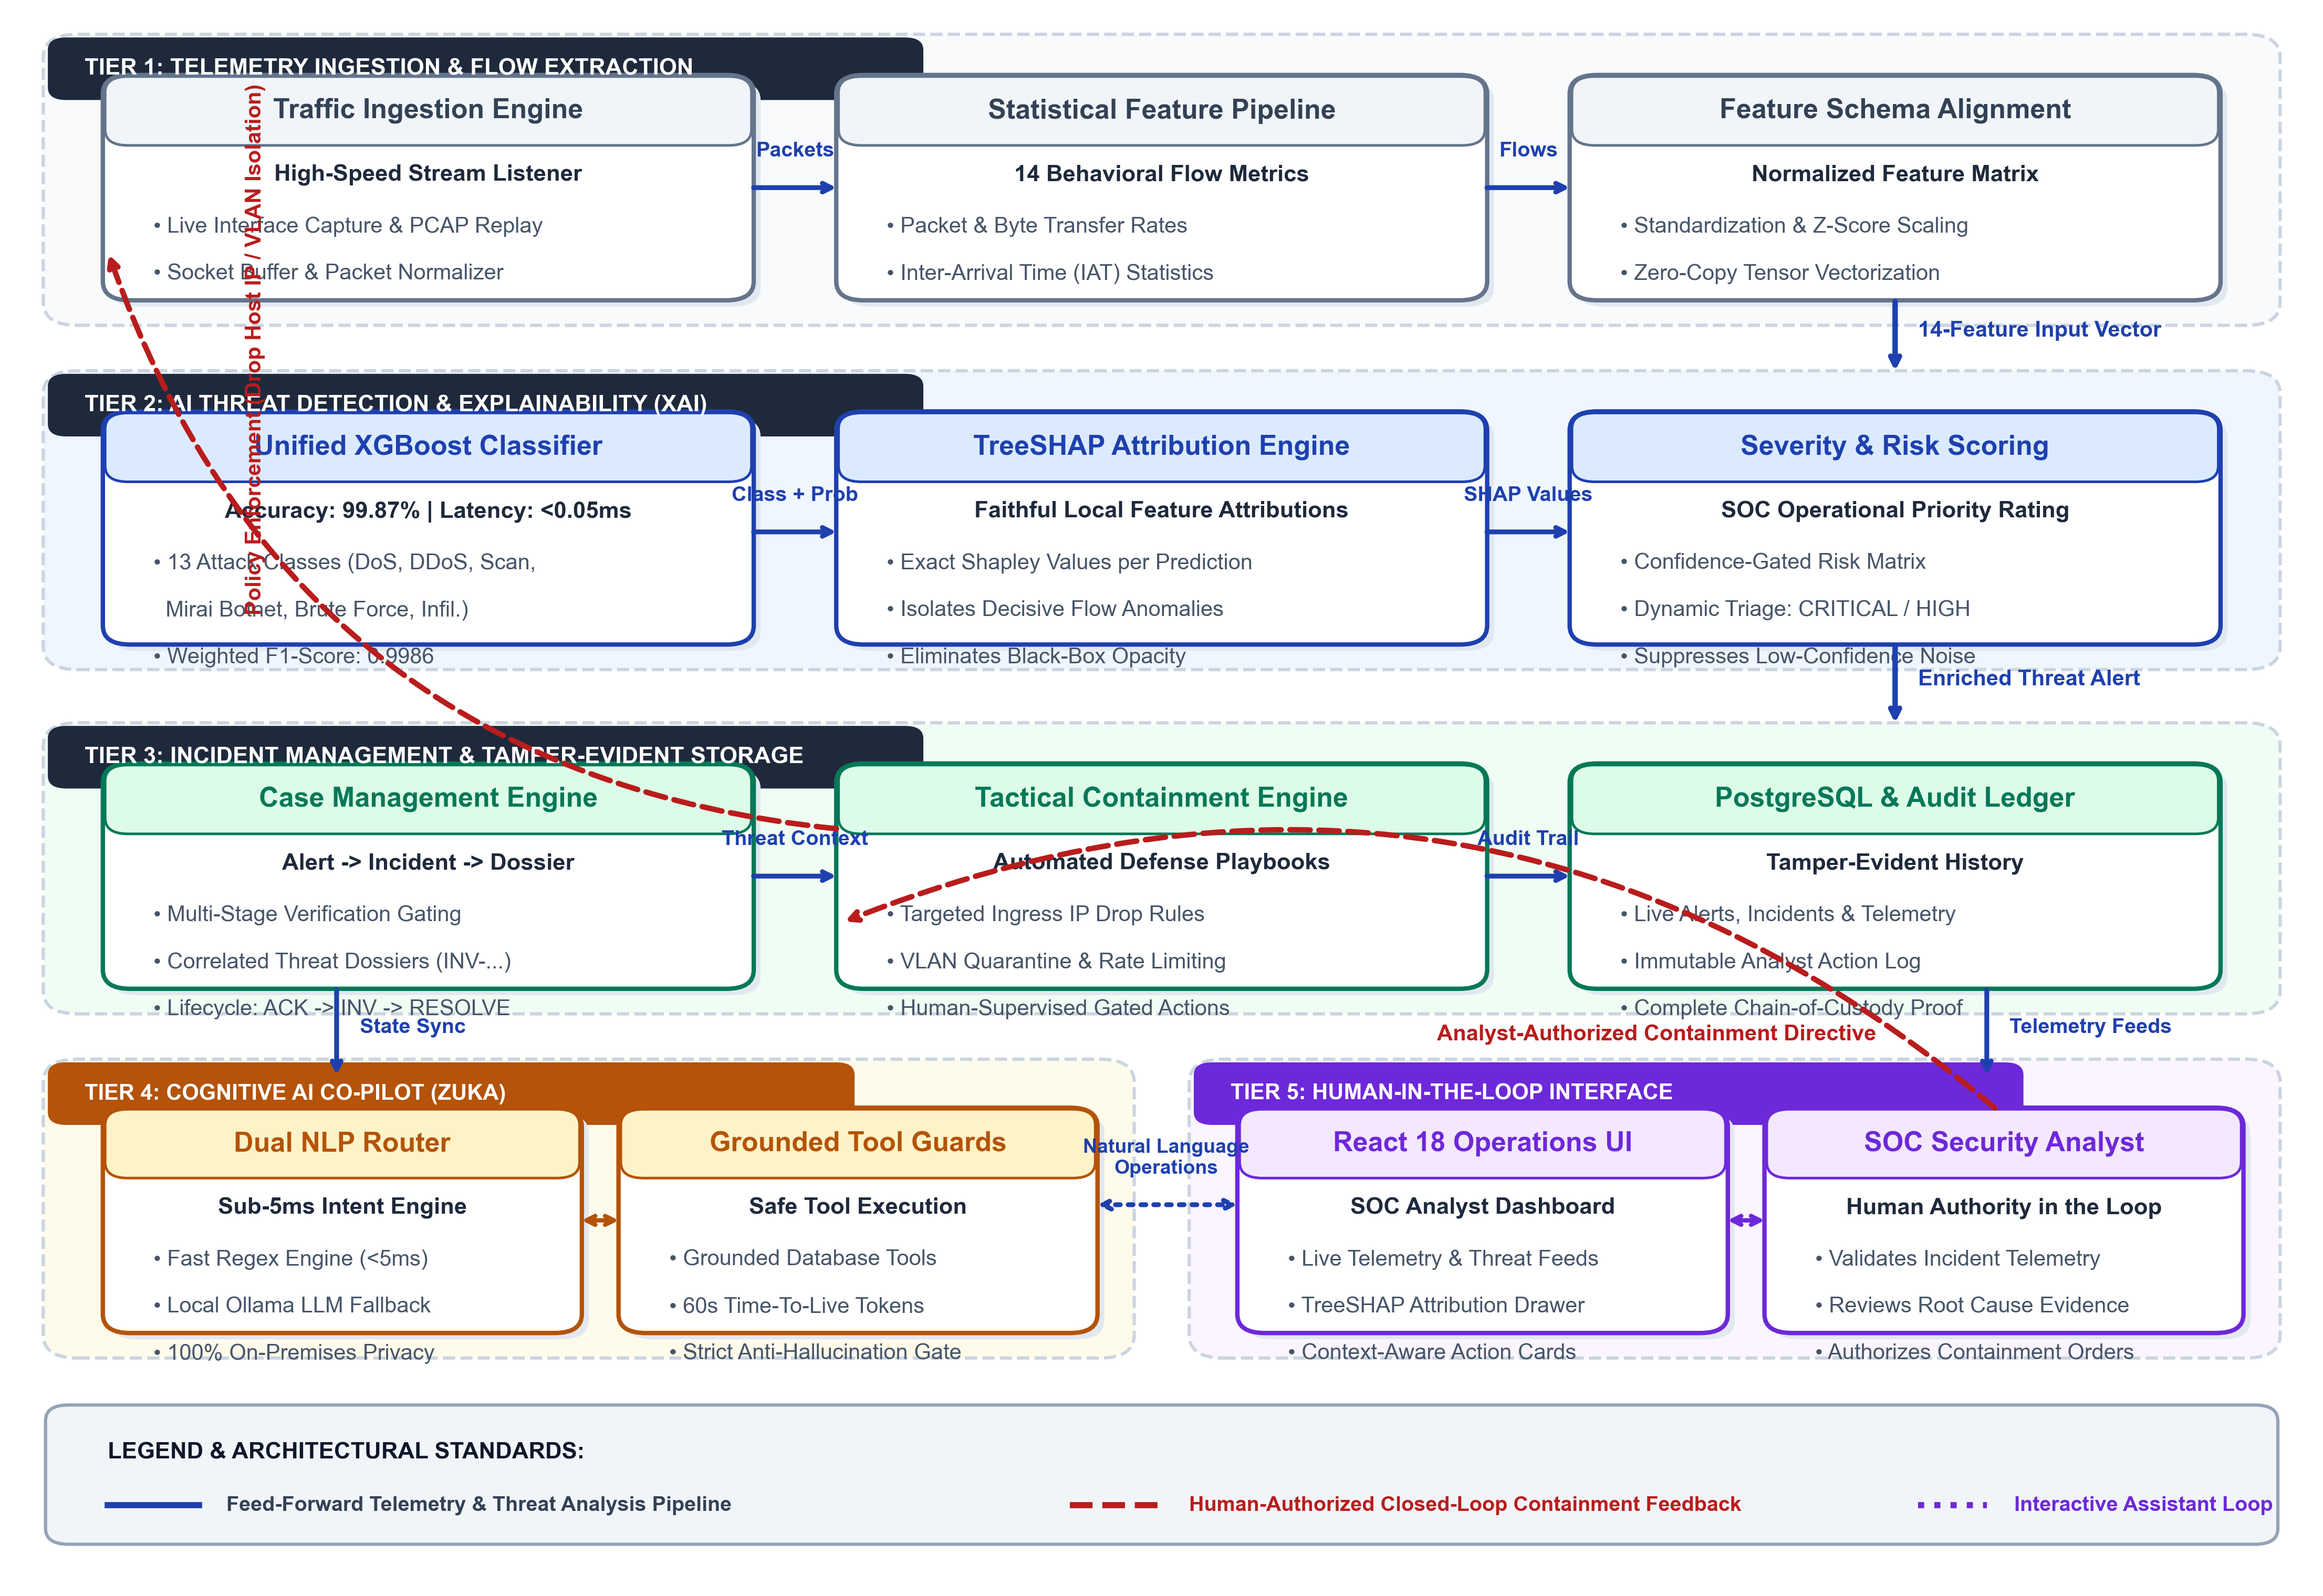 TIER 1: TELEMETRY INGESTION & FLOW EXTRACTION
Traffic Ingestion Engine
High-Speed Stream Listener
• Live Interface Capture & PCAP Replay
• Socket Buffer & Packet Normalizer
Packets
Statistical Feature Pipeline
14 Behavioral Flow Metrics
• Packet & Byte Transfer Rates
• Inter-Arrival Time (IAT) Statistics
Flows
Feature Schema Alignment
Normalized Feature Matrix
• Standardization & Z-Score Scaling
• Zero-Copy Tensor Vectorization
14-Feature Input Vector
Policy Enforcement (Drop Host IP / VLAN Isolation)
TIER 2: AI THREAT DETECTION & EXPLAINABILITY (XAI)
Unified XGBoost Classifier
Accuracy: 99.87% | Latency: <0.05ms
• 13 Attack Classes (DoS, DDoS, Scan,
Mirai Botnet, Brute Force, Infil.)
• Weighted F1-Score: 0.9986
Class + Prob
TreeSHAP Attribution Engine
Faithful Local Feature Attributions
• Exact Shapley Values per Prediction
• Isolates Decisive Flow Anomalies
• Eliminates Black-Box Opacity
SHAP Values
Severity & Risk Scoring
SOC Operational Priority Rating
• Confidence-Gated Risk Matrix
• Dynamic Triage: CRITICAL / HIGH
• Suppresses Low-Confidence Noise
Enriched Threat Alert
TIER 3: INCIDENT MANAGEMENT & TAMPER-EVIDENT STORAGE
Case Management Engine
Alert -> Incident -> Dossier
• Multi-Stage Verification Gating
• Correlated Threat Dossiers (INV-...)
• Lifecycle: ACK -> INV -> RESOLVE
Threat Context
Tactical Containment Engine
Automated Defense Playbooks
• Targeted Ingress IP Drop Rules
• VLAN Quarantine & Rate Limiting
• Human-Supervised Gated Actions
Audit Trail
PostgreSQL & Audit Ledger
Tamper-Evident History
• Live Alerts, Incidents & Telemetry
• Immutable Analyst Action Log
• Complete Chain-of-Custody Proof
State Sync
Analyst-Authorized Containment Directive
Telemetry Feeds
TIER 4: COGNITIVE AI CO-PILOT (ZUKA)
Dual NLP Router
Sub-5ms Intent Engine
• Fast Regex Engine (<5ms)
• Local Ollama LLM Fallback
• 100% On-Premises Privacy
Grounded Tool Guards
Safe Tool Execution
• Grounded Database Tools
• 60s Time-To-Live Tokens
• Strict Anti-Hallucination Gate
Natural Language
Operations
TIER 5: HUMAN-IN-THE-LOOP INTERFACE
React 18 Operations UI
SOC Analyst Dashboard
• Live Telemetry & Threat Feeds
• TreeSHAP Attribution Drawer
• Context-Aware Action Cards
SOC Security Analyst
Human Authority in the Loop
• Validates Incident Telemetry
• Reviews Root Cause Evidence
• Authorizes Containment Orders
LEGEND & ARCHITECTURAL STANDARDS:
Feed-Forward Telemetry & Threat Analysis Pipeline
Human-Authorized Closed-Loop Containment Feedback
Interactive Assistant Loop